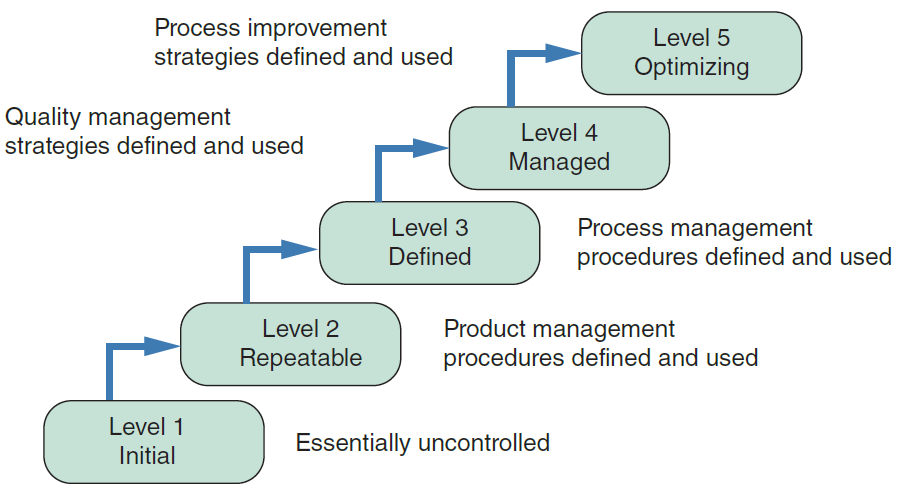 Process improvement
strategies defined and used
Level 5
Optimizing
Quality management
strategies defined and used
Level 4
Managed
Level 3
Defined
Process management
procedures defined and used
Level 2
Repeatable
Product management
procedures defined and used
Level 1
Initial
Essentially uncontrolled